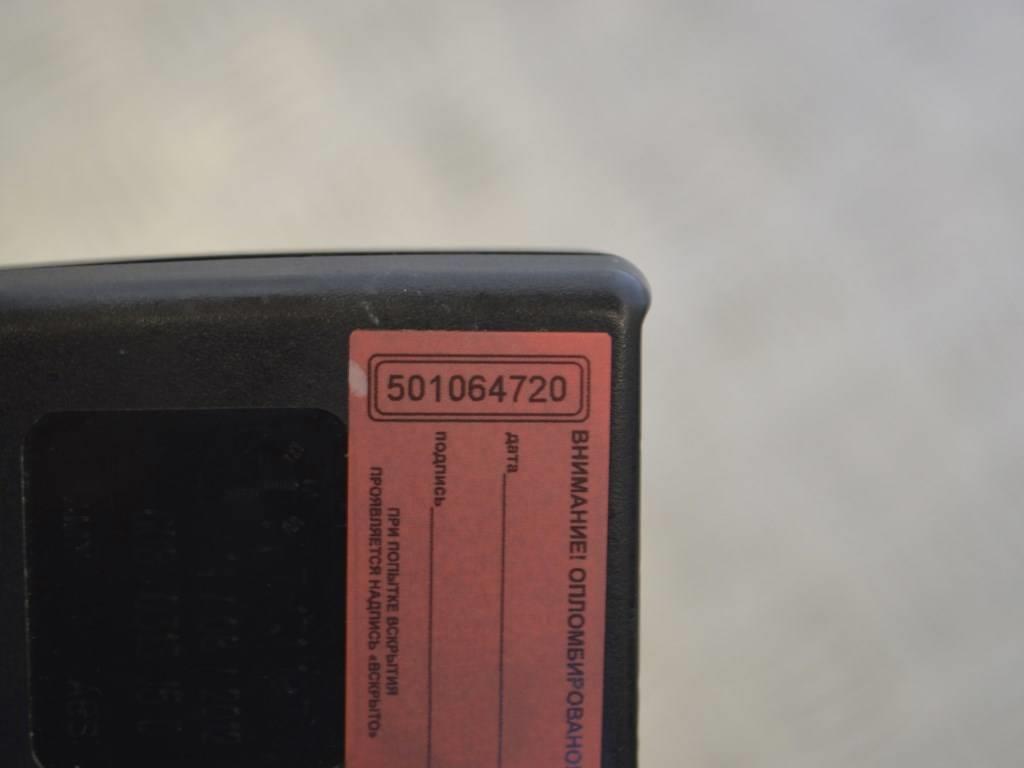 501064720
ВНИМАНИЕ! ОПЛОМБИРОВАНО!
дата
подпись
ПРИ ПОПЫТКЕ ВСКРЫТИЯ
ПРОЯВЛЯЕТСЯ НАДПИСЬ «ВСКРЫТО»